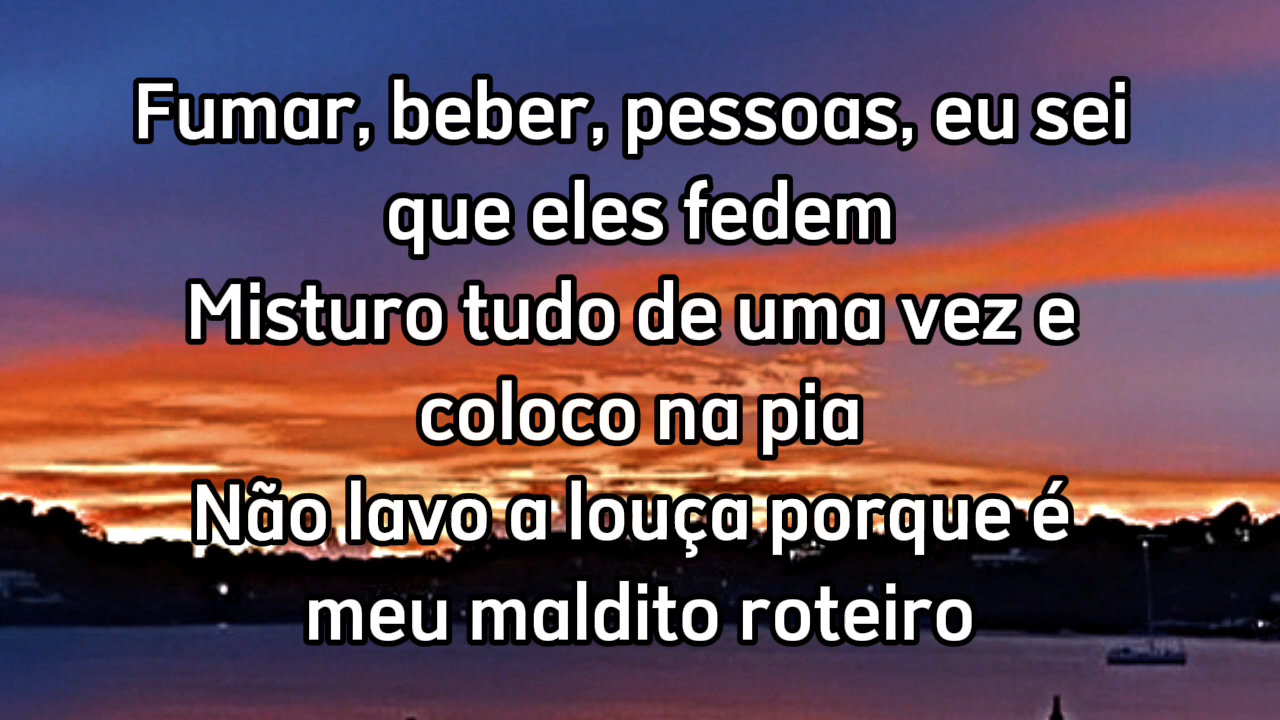 Fumar, beber, pessoas, eu sei
que eles fedem
Misturo tudo de uma vez e
coloco na pia
Não lavo a louça porque é
meu maldito roteiro